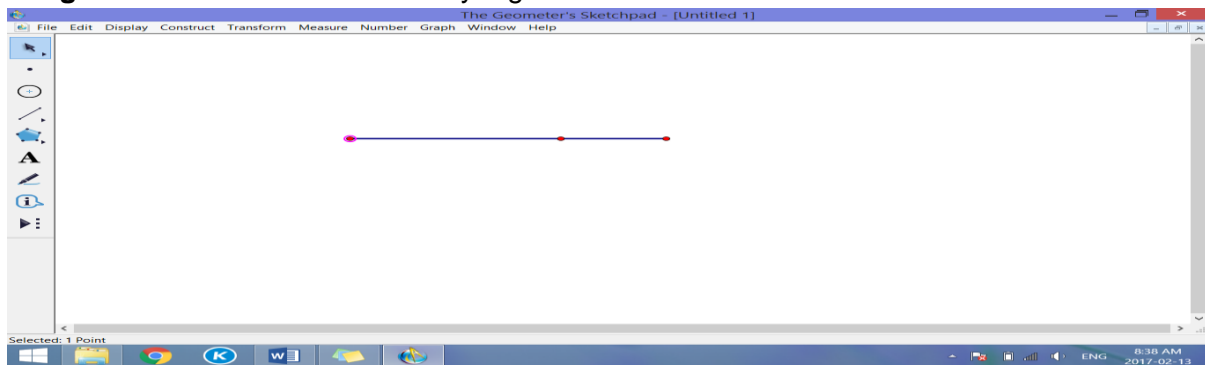 The Geometer's Sketchpad - [Untitled 1]
File Edit Display Construct Transform Measure Number Graph Window Help
A
Selected: 1 Point
K W ENG 8:38 AM
2017-02-13